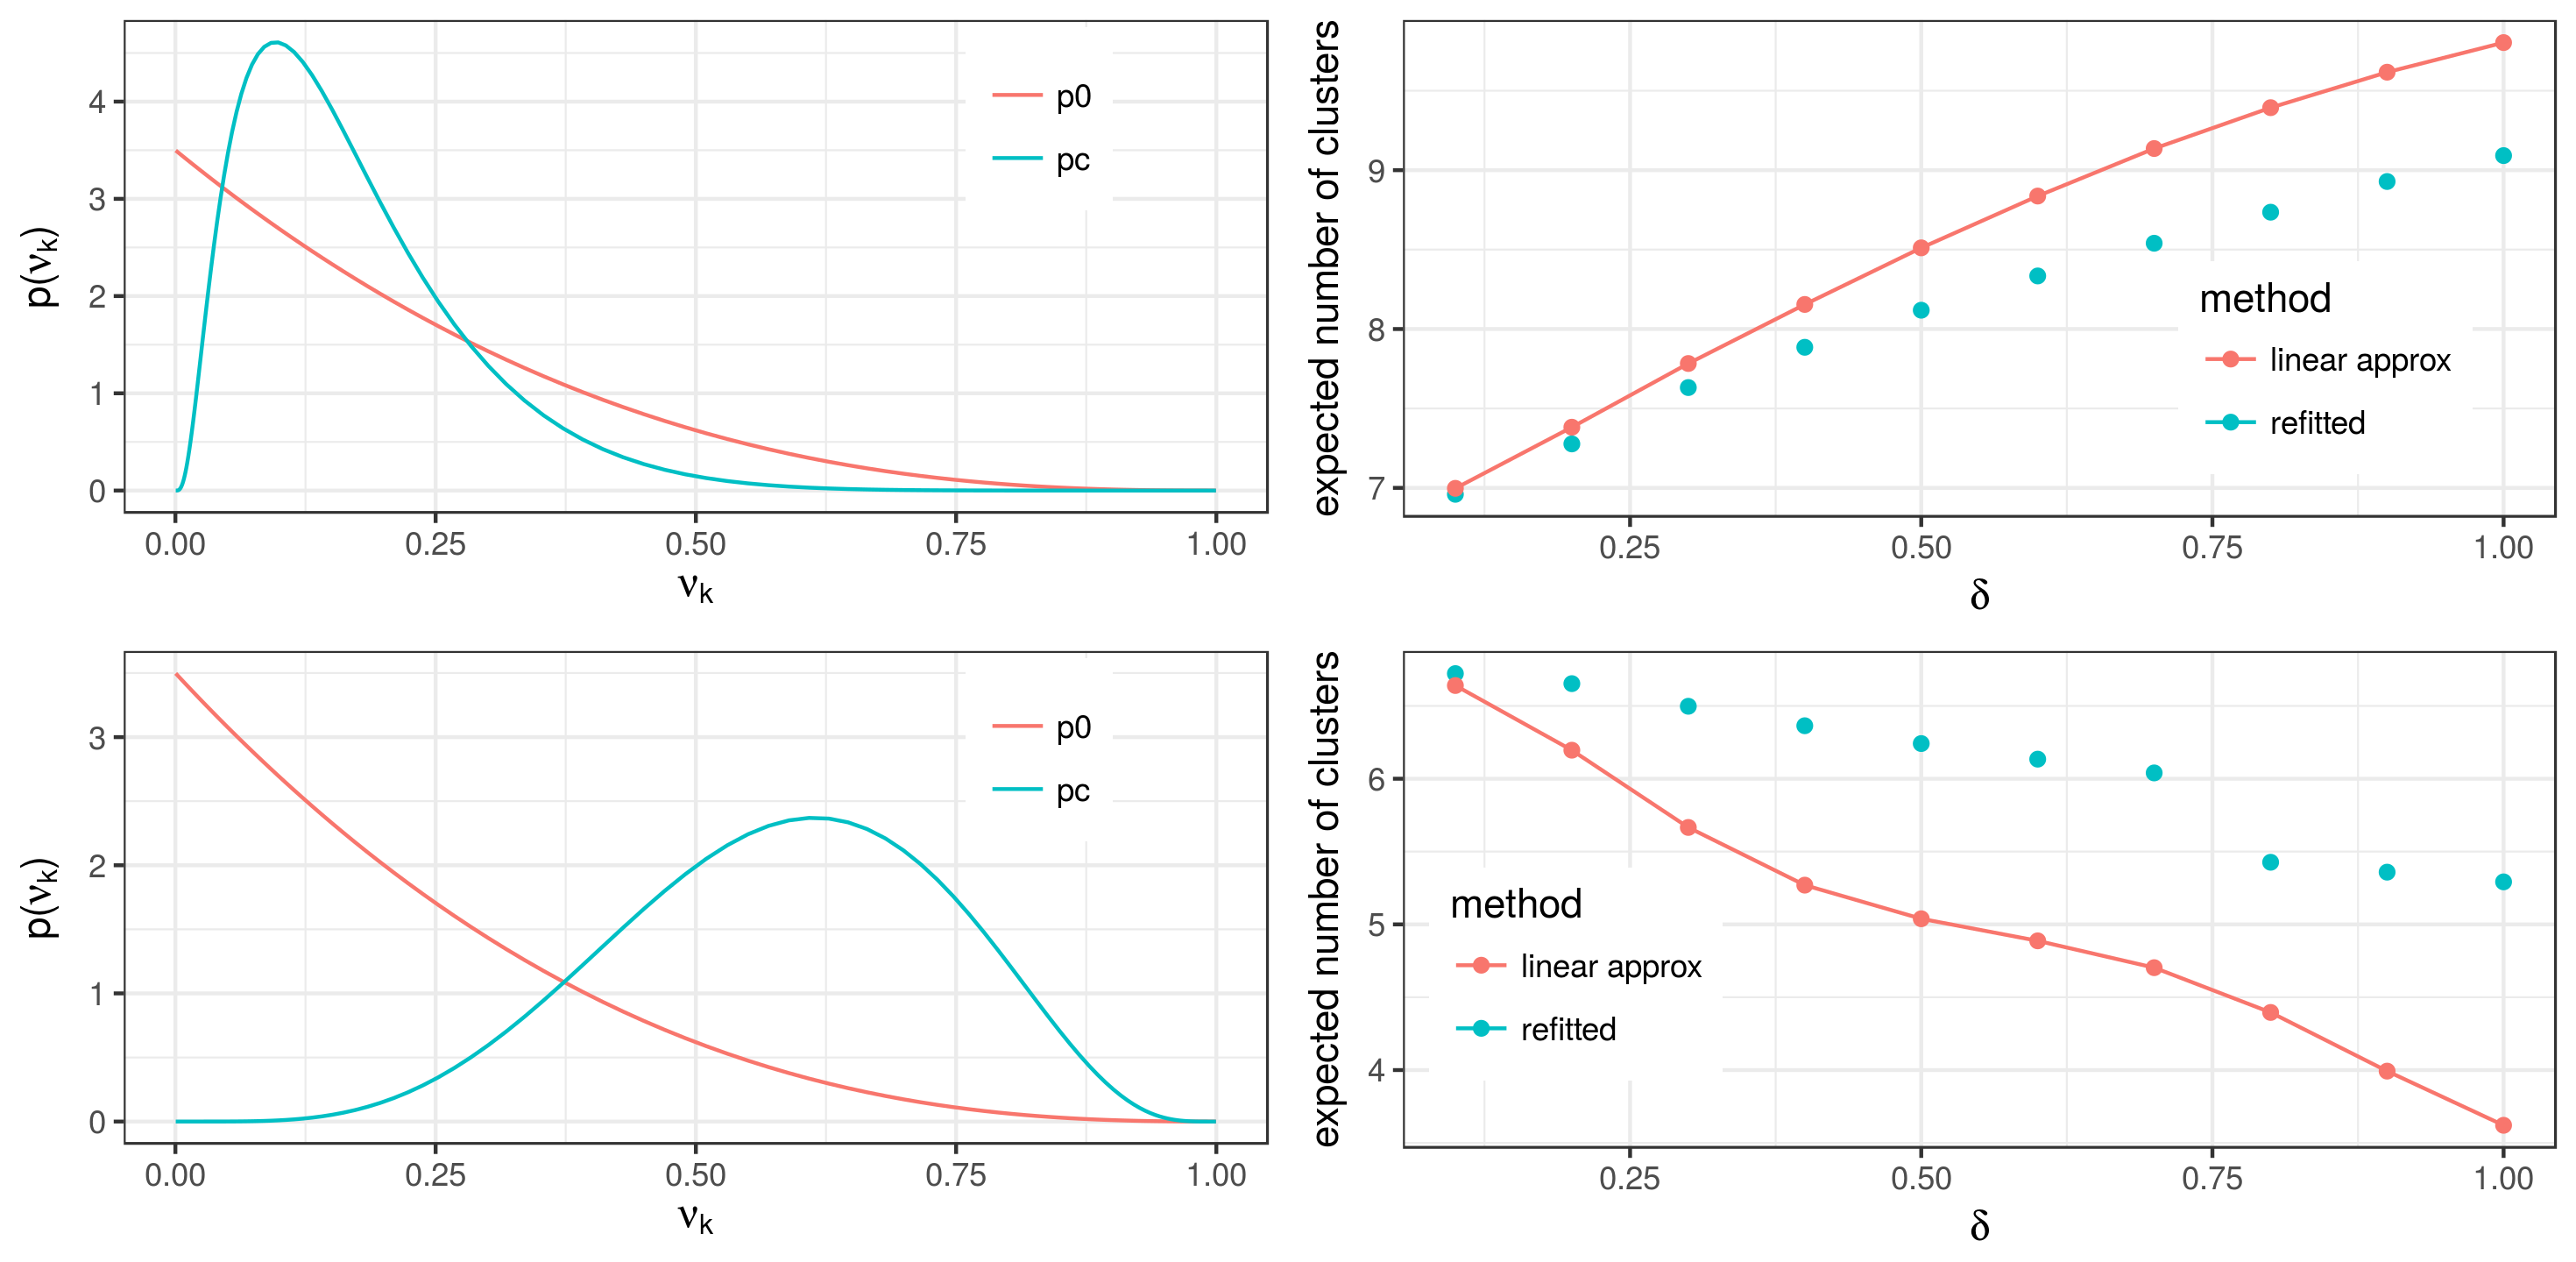 p(νk)
4
3
2
1
0
0.00 0.25 0.50 0.75 1.00
νk
p0
pc
expected number of clusters
9
8
7
0.25 0.50 0.75 1.00
δ
method
linear approx
refitted
p(νk)
3
2
1
0
0.00 0.25 0.50 0.75 1.00
νk
p0
pc
expected number of clusters
6
5
4
0.25 0.50 0.75 1.00
δ
method
linear approx
refitted